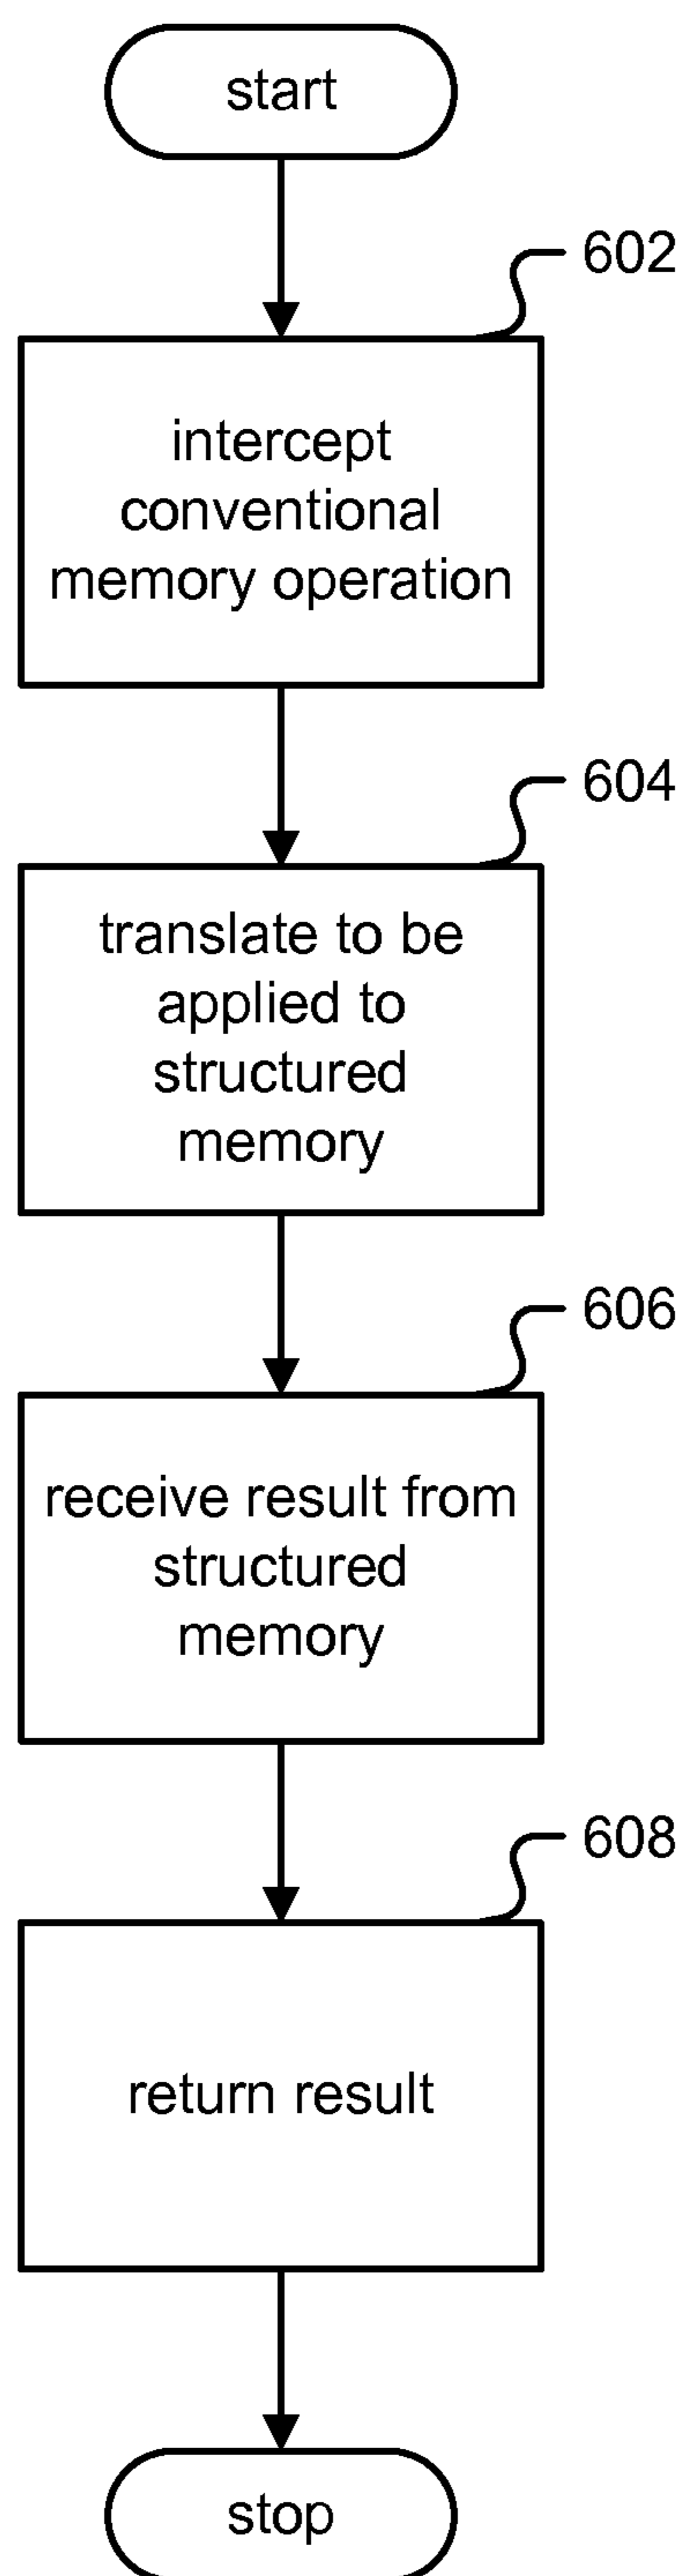 start
602
intercept
conventional
memory operation
604
translate to be
applied to
structured
memory
606
receive result from
structured
memory
608
return result
stop